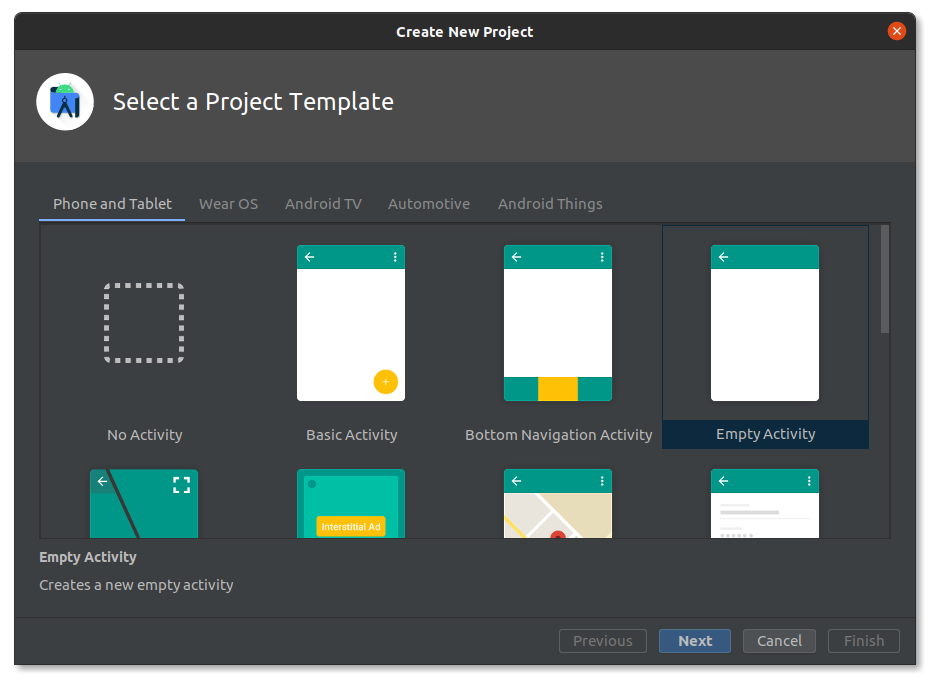 Create New Project
Select a Project Template
Phone and Tablet Wear OS Android TV Automotive Android Things
No Activity Basic Activity Bottom Navigation Activity Empty Activity
Interstitial Ad
Empty Activity
Creates a new empty activity
Previous Next Cancel Finish